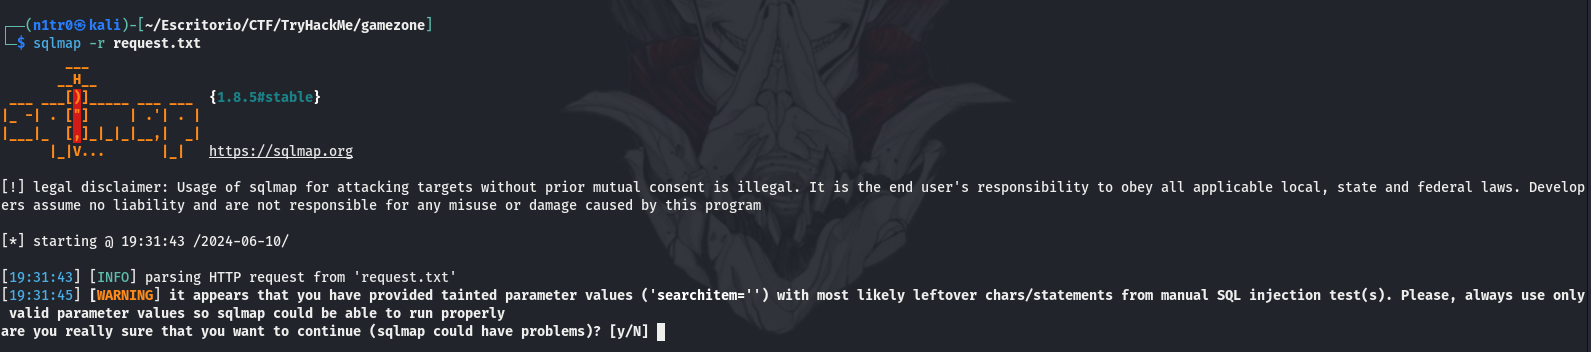 ┌──(n1tr0㉿kali)-[~/Escritorio/CTF/TryHackMe/gamezone]
└─$ sqlmap -r request.txt
        ___
       __H__
 ___ ___[)]_____ ___ ___  {1.8.5#stable}
|_ -| . ["]     | .'| . |
|___|_  [,]_|_|_|__,|  _|
      |_|V...       |_|   https://sqlmap.org
[!] legal disclaimer: Usage of sqlmap for attacking targets without prior mutual consent is illegal. It is the end user's responsibility to obey all applicable local, state and federal laws. Develop
ers assume no liability and are not responsible for any misuse or damage caused by this program
[*] starting @ 19:31:43 /2024-06-10/
[19:31:43] [INFO] parsing HTTP request from 'request.txt'
[19:31:45] [WARNING] it appears that you have provided tainted parameter values ('searchitem='') with most likely leftover chars/statements from manual SQL injection test(s). Please, always use only
 valid parameter values so sqlmap could be able to run properly
are you really sure that you want to continue (sqlmap could have problems)? [y/N]